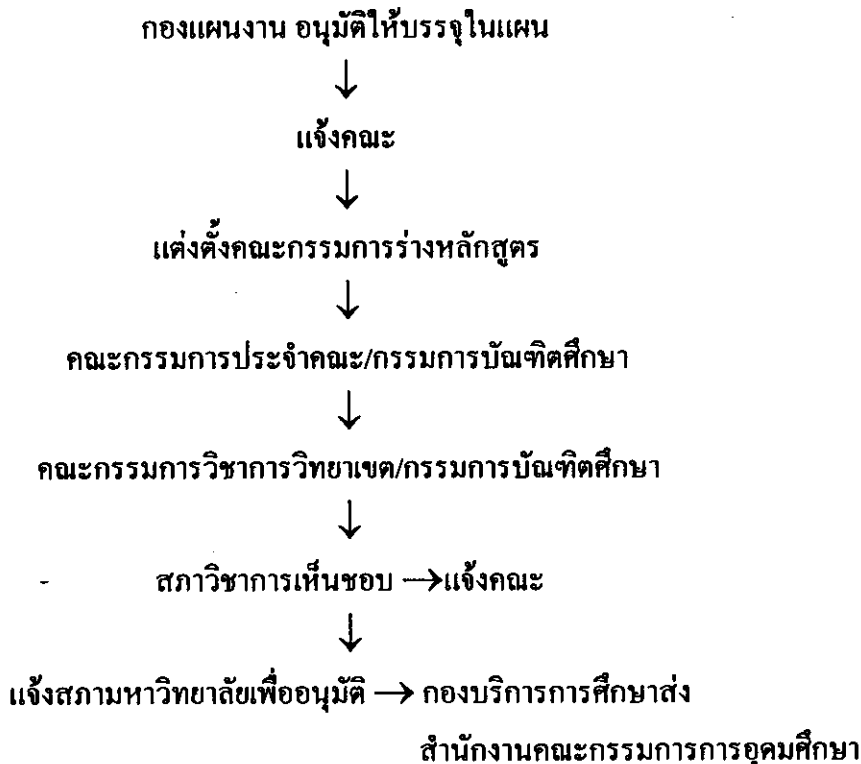 กองแผนงาน อนุมัติให้บรรจุในแผน
↓
แจ้งคณะ
↓
แต่งตั้งคณะกรรมการร่างหลักสูตร
↓
คณะกรรมการประจำคณะ/กรรมการบัณฑิตศึกษา
↓
คณะกรรมการวิชาการวิทยาเขต/กรรมการบัณฑิตศึกษา
↓
สภาวิชาการเห็นชอบ →แจ้งคณะ
↓
แจ้งสภามหาวิทยาลัยเพื่ออนุมัติ → กองบริการการศึกษาส่ง
สำนักงานคณะกรรมการการอุดมศึกษา